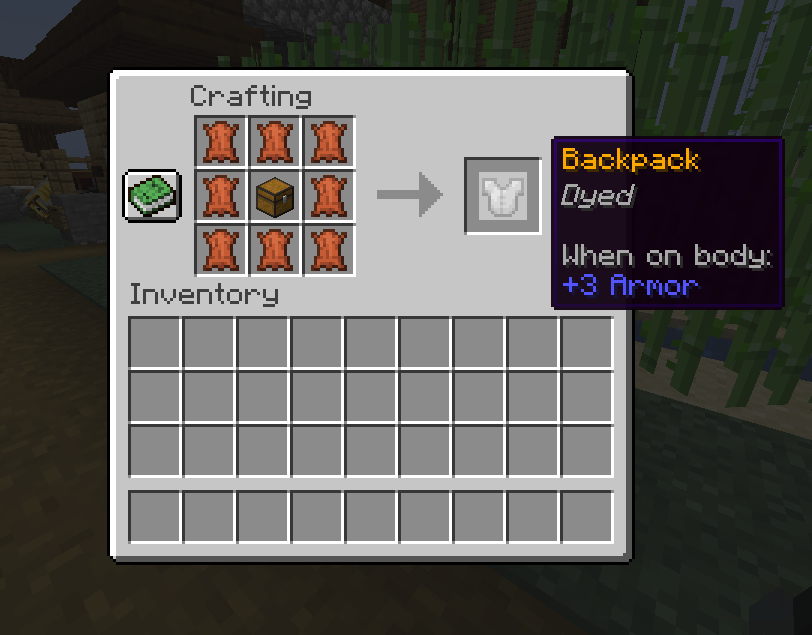 Crafting
Backpack
Dyed
When on body:
+3 Armor
Inventory